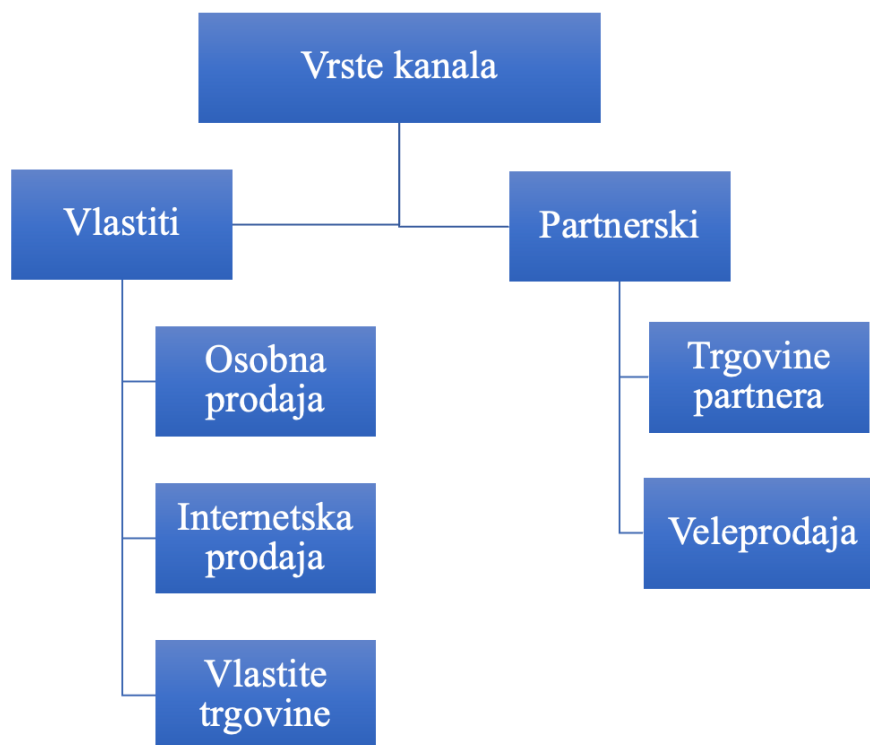 Vrste kanala
Vlastiti
Partnerski
Osobna
prodaja
Internetska
prodaja
Vlastite
trgovine
Trgovine
partnera
Veleprodaja